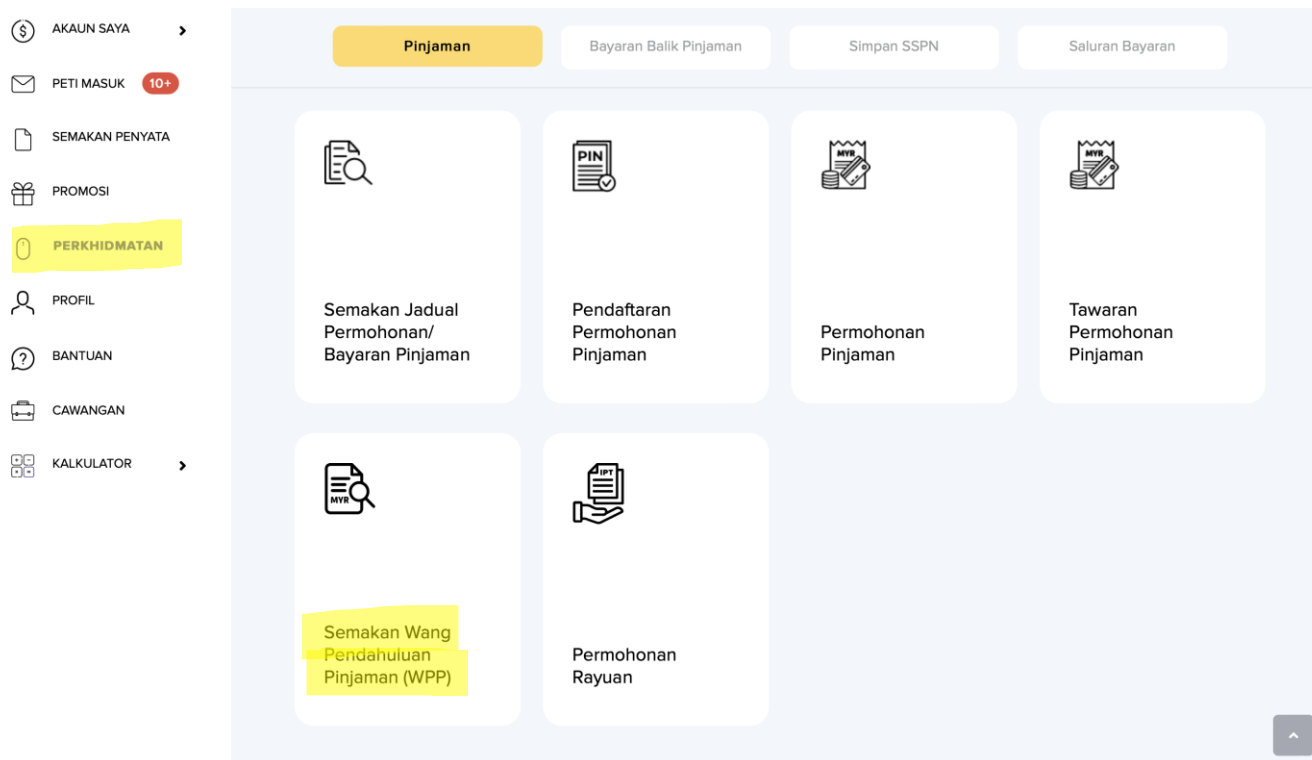 AKAUN SAYA
PETI MASUK 10+
SEMAKAN PENYATA
PROMOSI
PERKHIDMATAN
PROFIL
BANTUAN
CAWANGAN
KALKULATOR
Pinjaman
Bayaran Balik Pinjaman
Simpan SSPN
Saluran Bayaran
Semakan Jadual
Permohonan/
Bayaran Pinjaman
PIN
Pendaftaran
Permohonan
Pinjaman
MYR
Permohonan
Pinjaman
MYR
Tawaran
Permohonan
Pinjaman
MYR
Semakan Wang
Pendahuluan
Pinjaman (WPP)
IPT
Permohonan
Rayuan